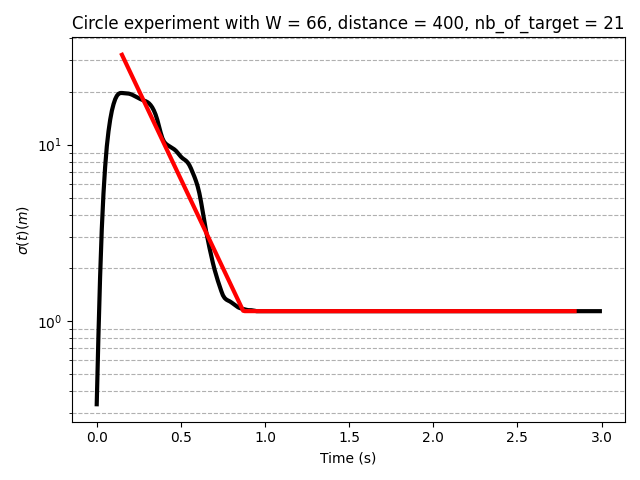 Circle experiment with W = 66, distance = 400, nb_of_target = 21
σ(t)(m)
10¹
10⁰
0.0 0.5 1.0 1.5 2.0 2.5 3.0
Time (s)